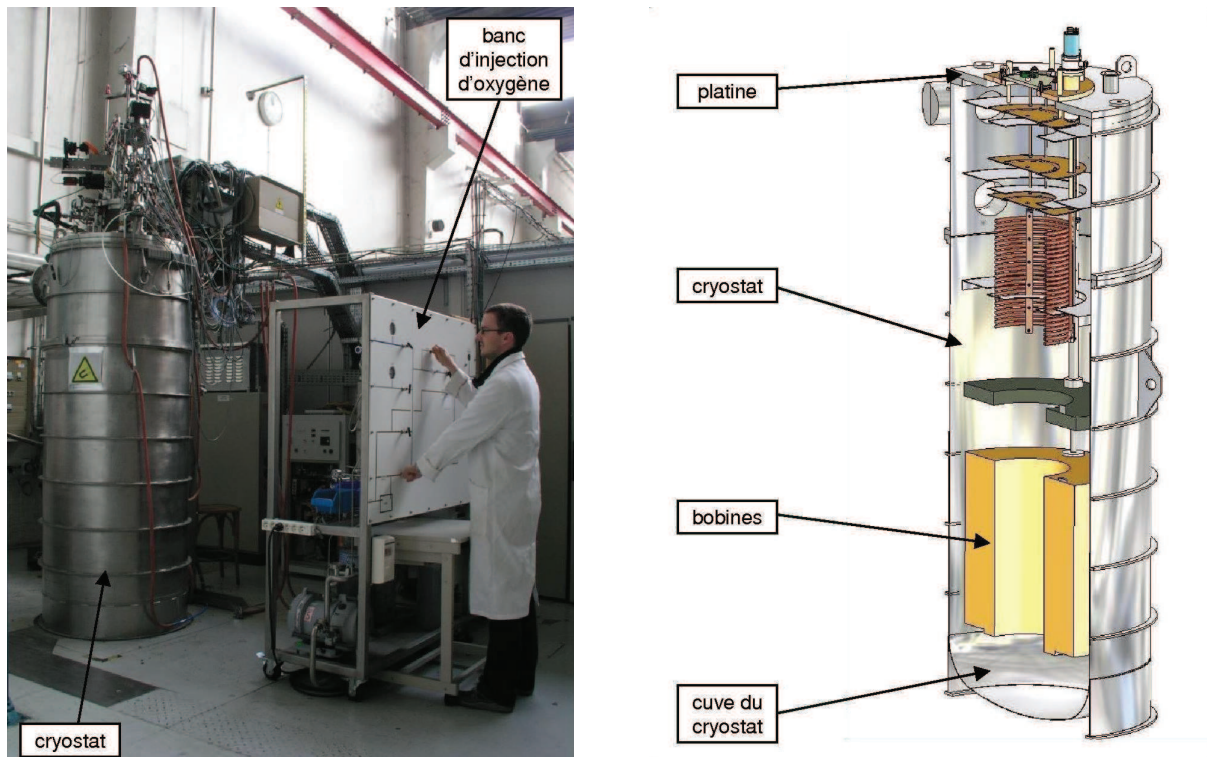 banc
d'injection
d'oxygène
cryostat
platine
cryostat
bobines
cuve du
cryostat